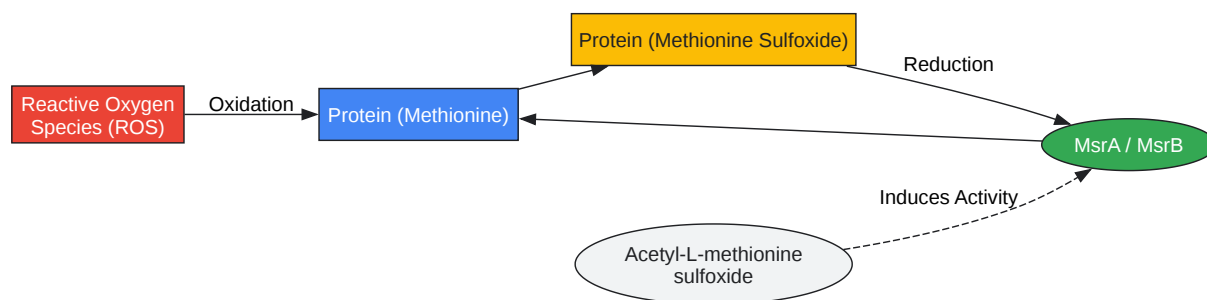 Protein (Methionine Sulfoxide)
Reduction
Reactive Oxygen
Species (ROS)
Oxidation
Protein (Methionine)
MsrA / MsrB
Induces Activity
Acetyl-L-methionine
sulfoxide